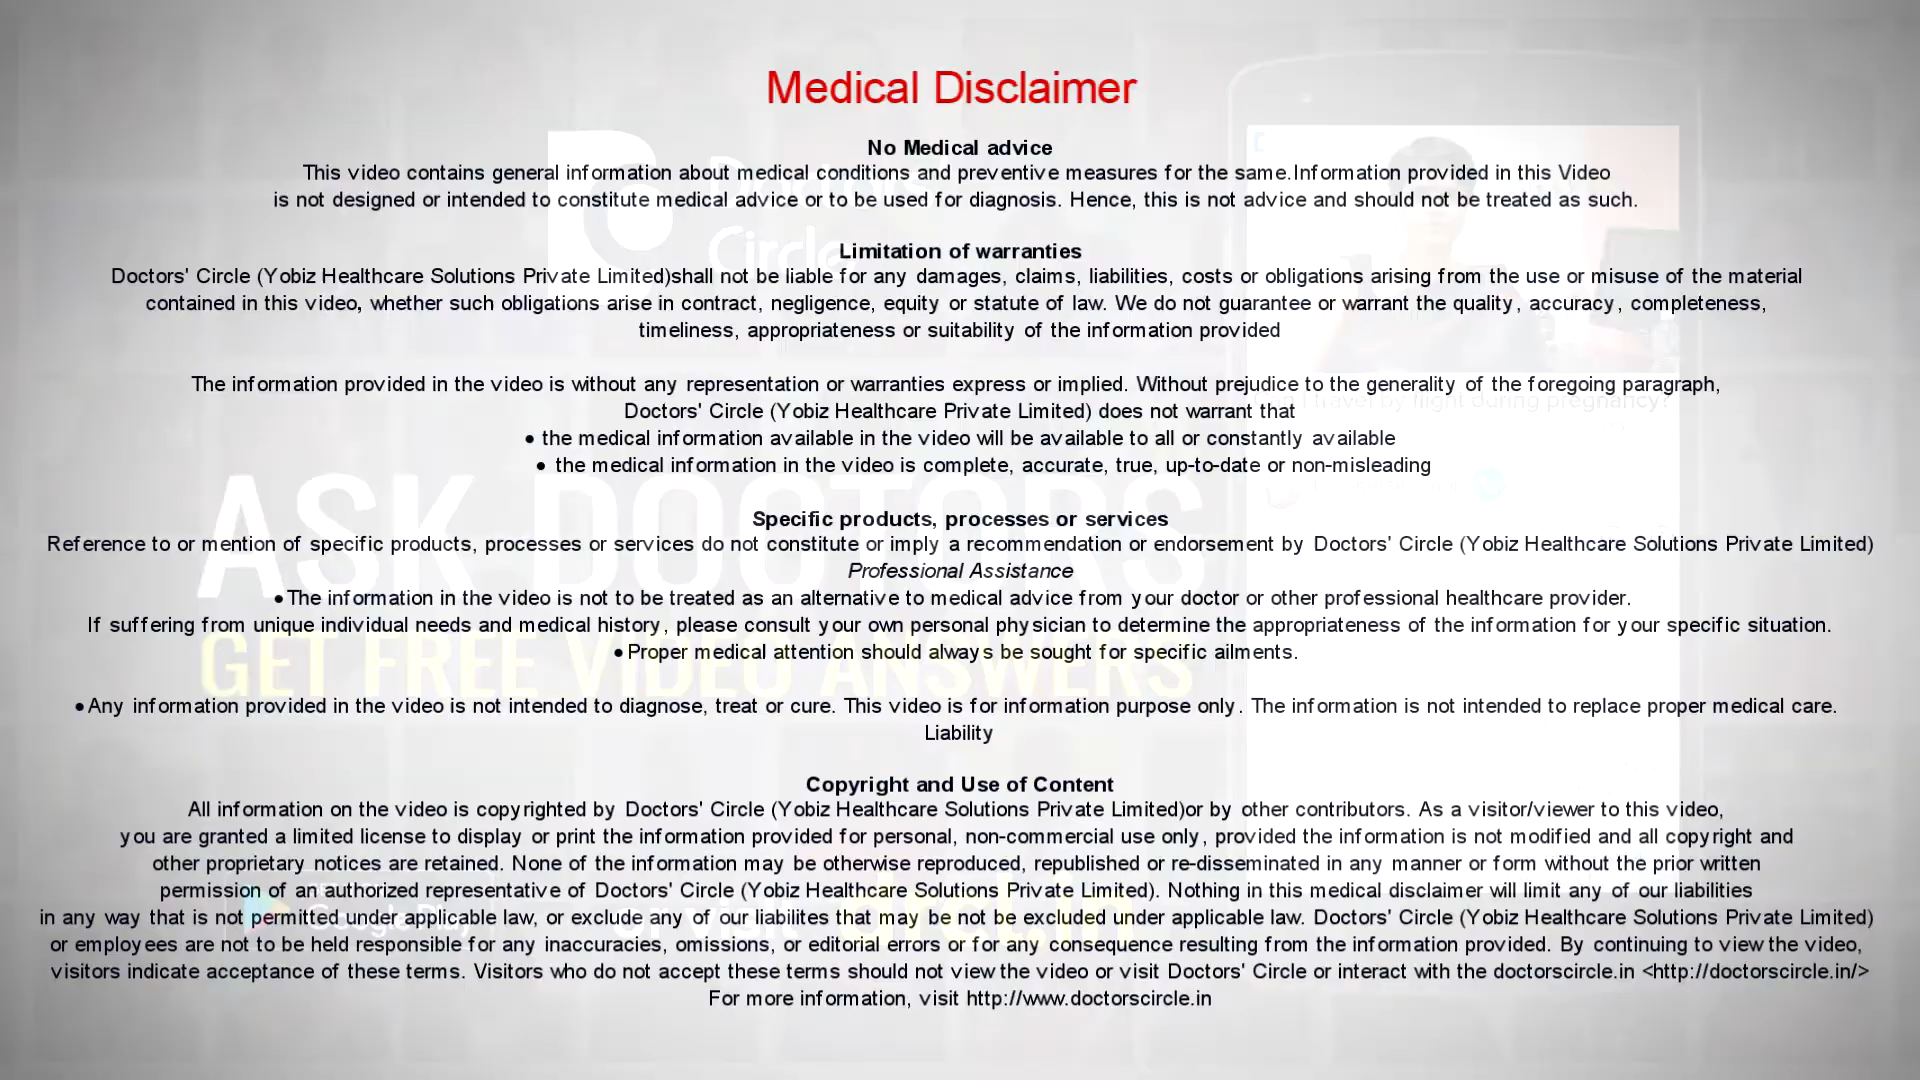 Medical Disclaimer
No Medical advice
This video contains general information about medical conditions and preventive measures for the same.Information provided in this Video
is not designed or intended to constitute medical advice or to be used for diagnosis. Hence, this is not advice and should not be treated as such.
Doctors'
Circle
Limitation of warranties
Doctors' Circle (Yobiz Healthcare Solutions Private Limited)shall not be liable for any damages, claims, liabilities, costs or obligations arising from the use or misuse of the material
contained in this video, whether such obligations arise in contract, negligence, equity or statute of law. We do not guarantee or warrant the quality, accuracy, completeness,
timeliness, appropriateness or suitability of the information provided
The information provided in the video is without any representation or warranties express or implied. Without prejudice to the generality of the foregoing paragraph,
Can I travel by flight during pregnancy?
Doctors' Circle (Yobiz Healthcare Private Limited) does not warrant that
● the medical information available in the video will be available to all or constantly available
● the medical information in the video is complete, accurate, true, up-to-date or non-misleading
ASK DOCTORS
Specific products, processes or services
Reference to or mention of specific products, processes or services do not constitute or imply a recommendation or endorsement by Doctors' Circle (Yobiz Healthcare Solutions Private Limited)
Professional Assistance
●The information in the video is not to be treated as an alternative to medical advice from your doctor or other professional healthcare provider.
If suffering from unique individual needs and medical history, please consult your own personal physician to determine the appropriateness of the information for your specific situation.
●Proper medical attention should always be sought for specific ailments.
GET FREE VIDEO ANSWERS
●Any information provided in the video is not intended to diagnose, treat or cure. This video is for information purpose only. The information is not intended to replace proper medical care.
Liability
Copyright and Use of Content
All information on the video is copyrighted by Doctors' Circle (Yobiz Healthcare Solutions Private Limited)or by other contributors. As a visitor/viewer to this video,
you are granted a limited license to display or print the information provided for personal, non-commercial use only, provided the information is not modified and all copyright and
other proprietary notices are retained. None of the information may be otherwise reproduced, republished or re-disseminated in any manner or form without the prior written
permission of an authorized representative of Doctors' Circle (Yobiz Healthcare Solutions Private Limited). Nothing in this medical disclaimer will limit any of our liabilities
in any way that is not permitted under applicable law, or exclude any of our liabilites that may be not be excluded under applicable law. Doctors' Circle (Yobiz Healthcare Solutions Private Limited)
Google Play
or visit drcl.in
or employees are not to be held responsible for any inaccuracies, omissions, or editorial errors or for any consequence resulting from the information provided. By continuing to view the video,
visitors indicate acceptance of these terms. Visitors who do not accept these terms should not view the video or visit Doctors' Circle or interact with the doctorscircle.in <http://doctorscircle.in/>
For more information, visit http://www.doctorscircle.in